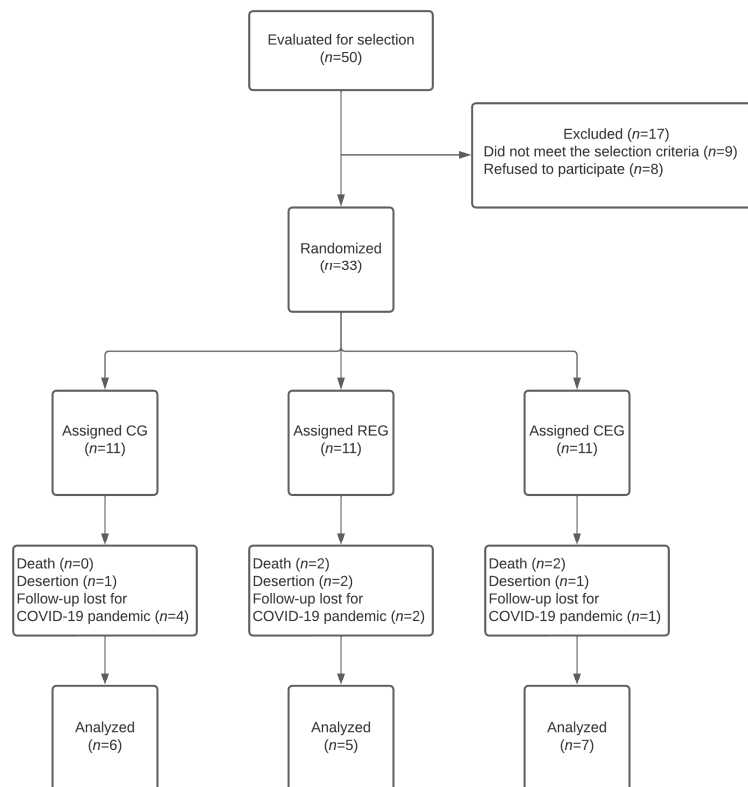 Evaluated for selection
(n=50)
Excluded (n=17)
Did not meet the selection criteria (n=9)
Refused to participate (n=8)
Randomized
(n=33)
Assigned CG
(n=11)
Assigned REG
(n=11)
Assigned CEG
(n=11)
Death (n=0)
Desertion (n=1)
Follow-up lost for
COVID-19 pandemic (n=4)
Death (n=2)
Desertion (n=2)
Follow-up lost for
COVID-19 pandemic (n=2)
Death (n=2)
Desertion (n=1)
Follow-up lost for
COVID-19 pandemic (n=1)
Analyzed
(n=6)
Analyzed
(n=5)
Analyzed
(n=7)